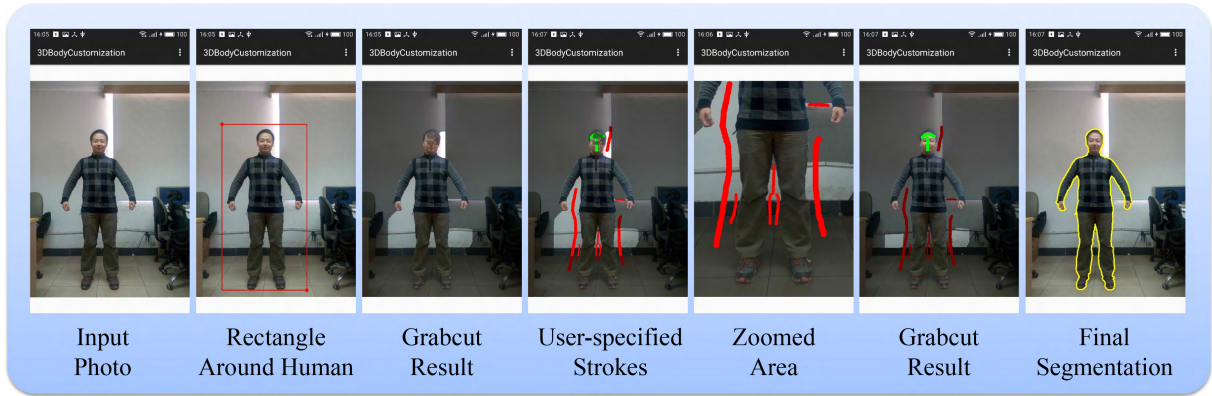 16:05 100
3DBodyCustomization
16:05 100
3DBodyCustomization
16:05 100
3DBodyCustomization
16:07 100
3DBodyCustomization
16:06 100
3DBodyCustomization
16:07 100
3DBodyCustomization
16:07 100
3DBodyCustomization
Input
Photo
Rectangle
Around Human
Grabcut
Result
User-specified
Strokes
Zoomed
Area
Grabcut
Result
Final
Segmentation